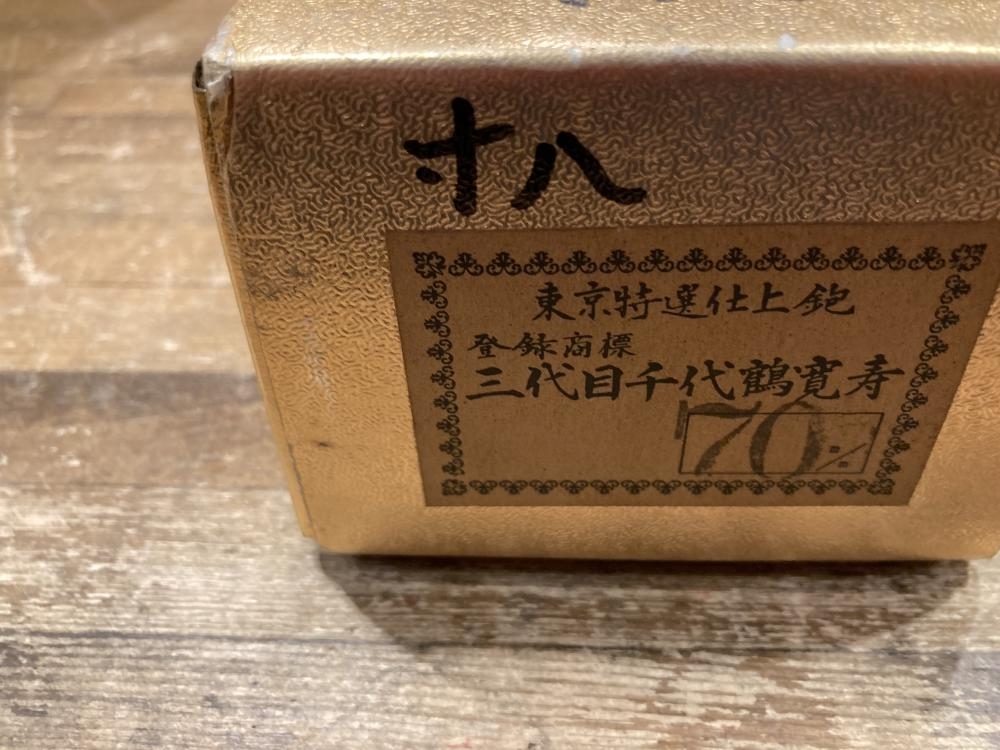 寸八
東京特選仕上鉋
登録商標
三代目千代鶴寛寿
70%